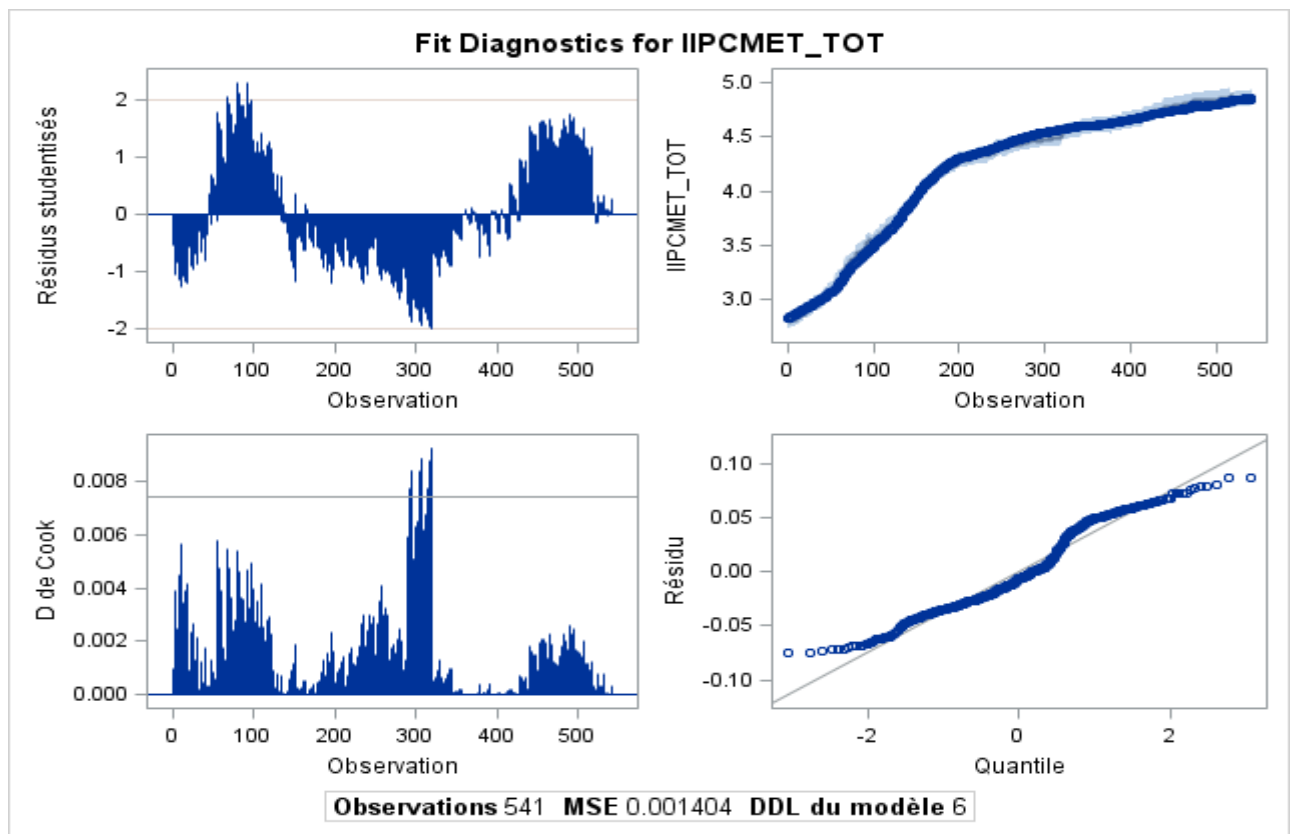 Fit Diagnostics for IIPCMET_TOT
Résidus studentisés
2
1
0
-1
-2
0 100 200 300 400 500
Observation
IIPCMET_TOT
5.0
4.5
4.0
3.5
3.0
0 100 200 300 400 500
Observation
D de Cook
0.008
0.006
0.004
0.002
0.000
0 100 200 300 400 500
Observation
Résidu
0.10
0.05
0.00
-0.05
-0.10
-2 0 2
Quantile
Observations 541 MSE 0.001404 DDL du modèle 6